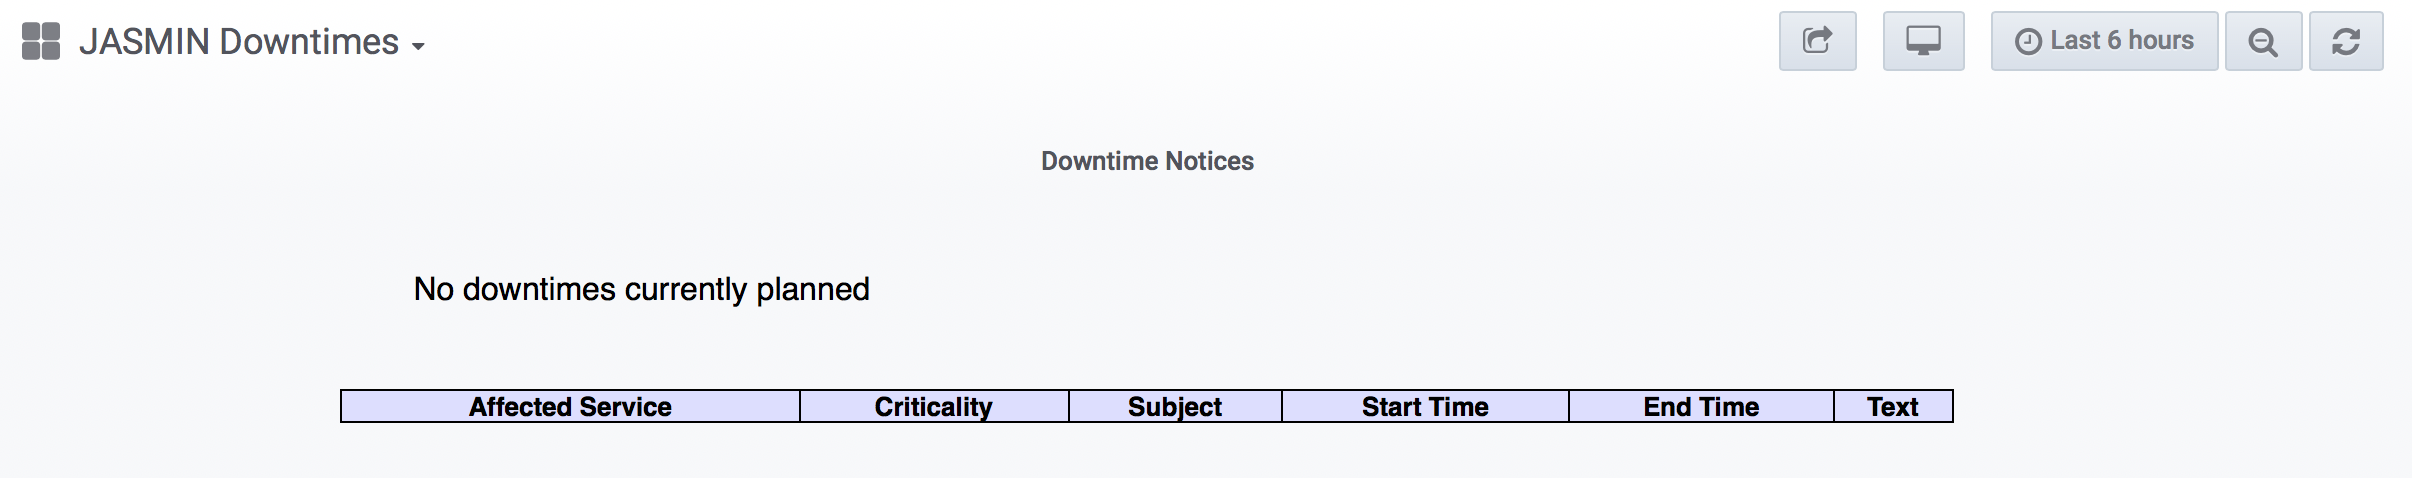 JASMIN Downtimes
Last 6 hours
Downtime Notices
No downtimes currently planned
Affected Service Criticality Subject Start Time End Time Text